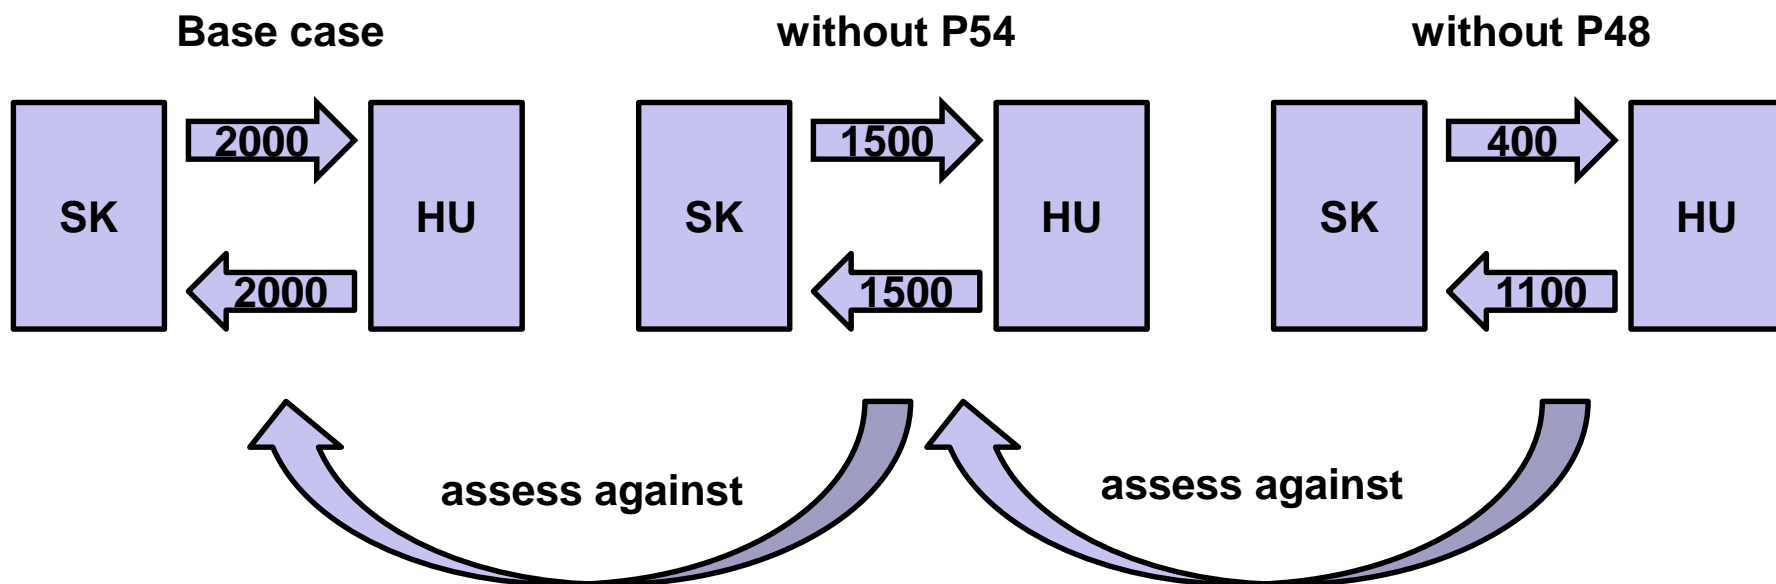 Base case
without P54
without P48
2000
1500
400
SK
HU
SK
HU
SK
HU
2000
1500
1100
assess against
assess against